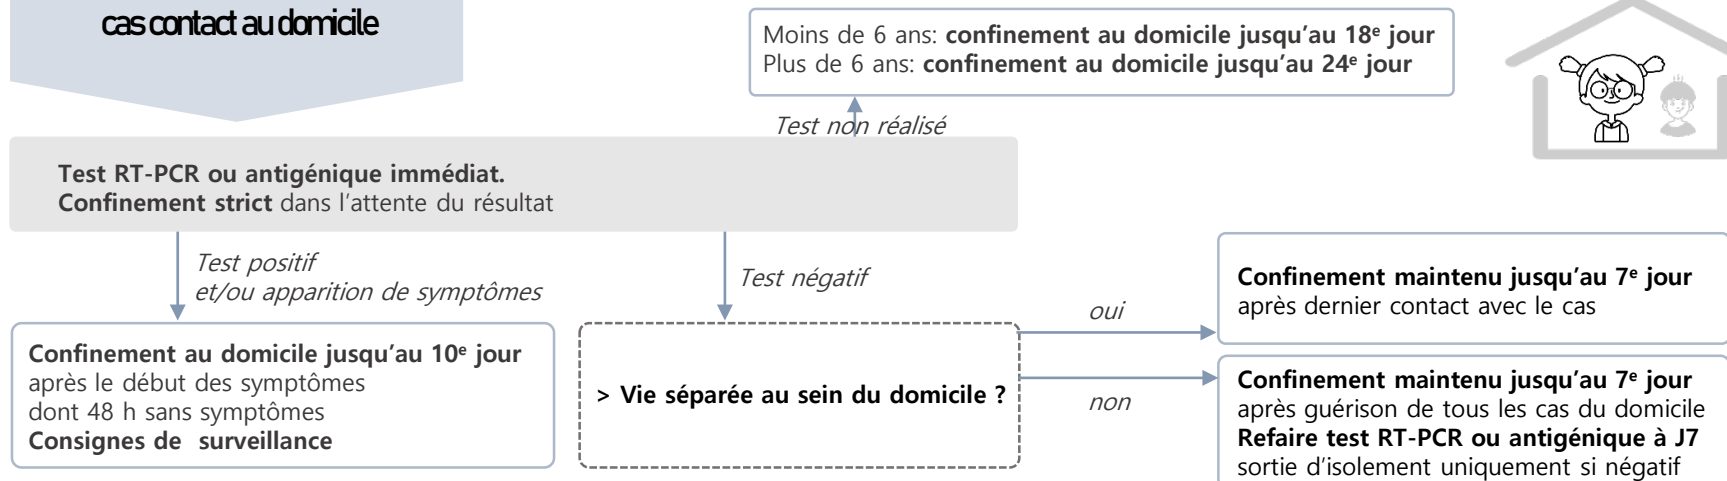 cas contact au domicile
Moins de 6 ans: confinement au domicile jusqu'au 18e jour
Plus de 6 ans: confinement au domicile jusqu'au 24e jour
Test non réalisé
Test RT-PCR ou antigénique immédiat.
Confinement strict dans l'attente du résultat
Test positif
et/ou apparition de symptômes
Test négatif
Confinement au domicile jusqu'au 10e jour
après le début des symptômes
dont 48 h sans symptômes
Consignes de surveillance
> Vie séparée au sein du domicile ?
oui
Confinement maintenu jusqu'au 7e jour
après dernier contact avec le cas
non
Confinement maintenu jusqu'au 7e jour
après guérison de tous les cas du domicile
Refaire test RT-PCR ou antigénique à J7
sortie d'isolement uniquement si négatif